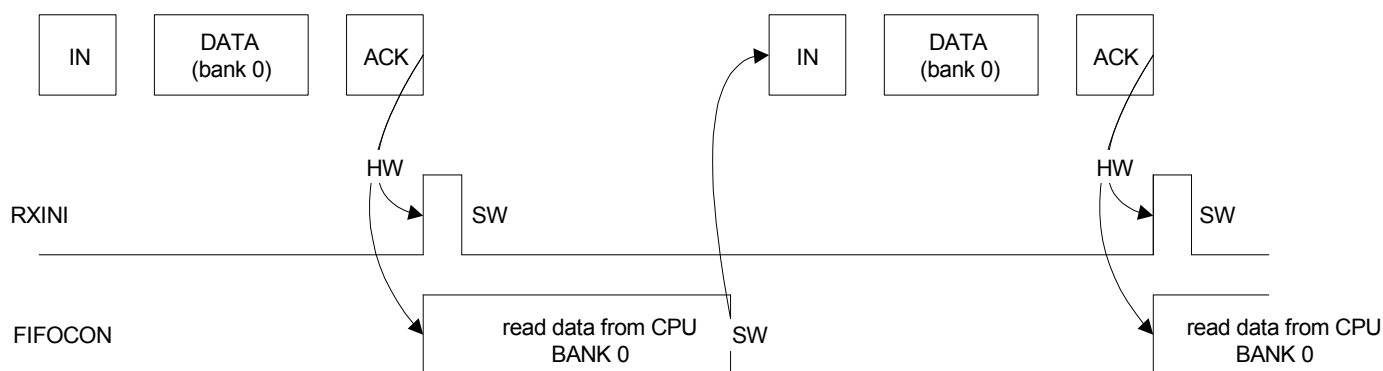 IN
DATA
(bank 0)
ACK
IN
DATA
(bank 0)
ACK
HW
HW
RXINI
SW
SW
FIFOCON
read data from CPU
BANK 0
SW
read data from CPU
BANK 0